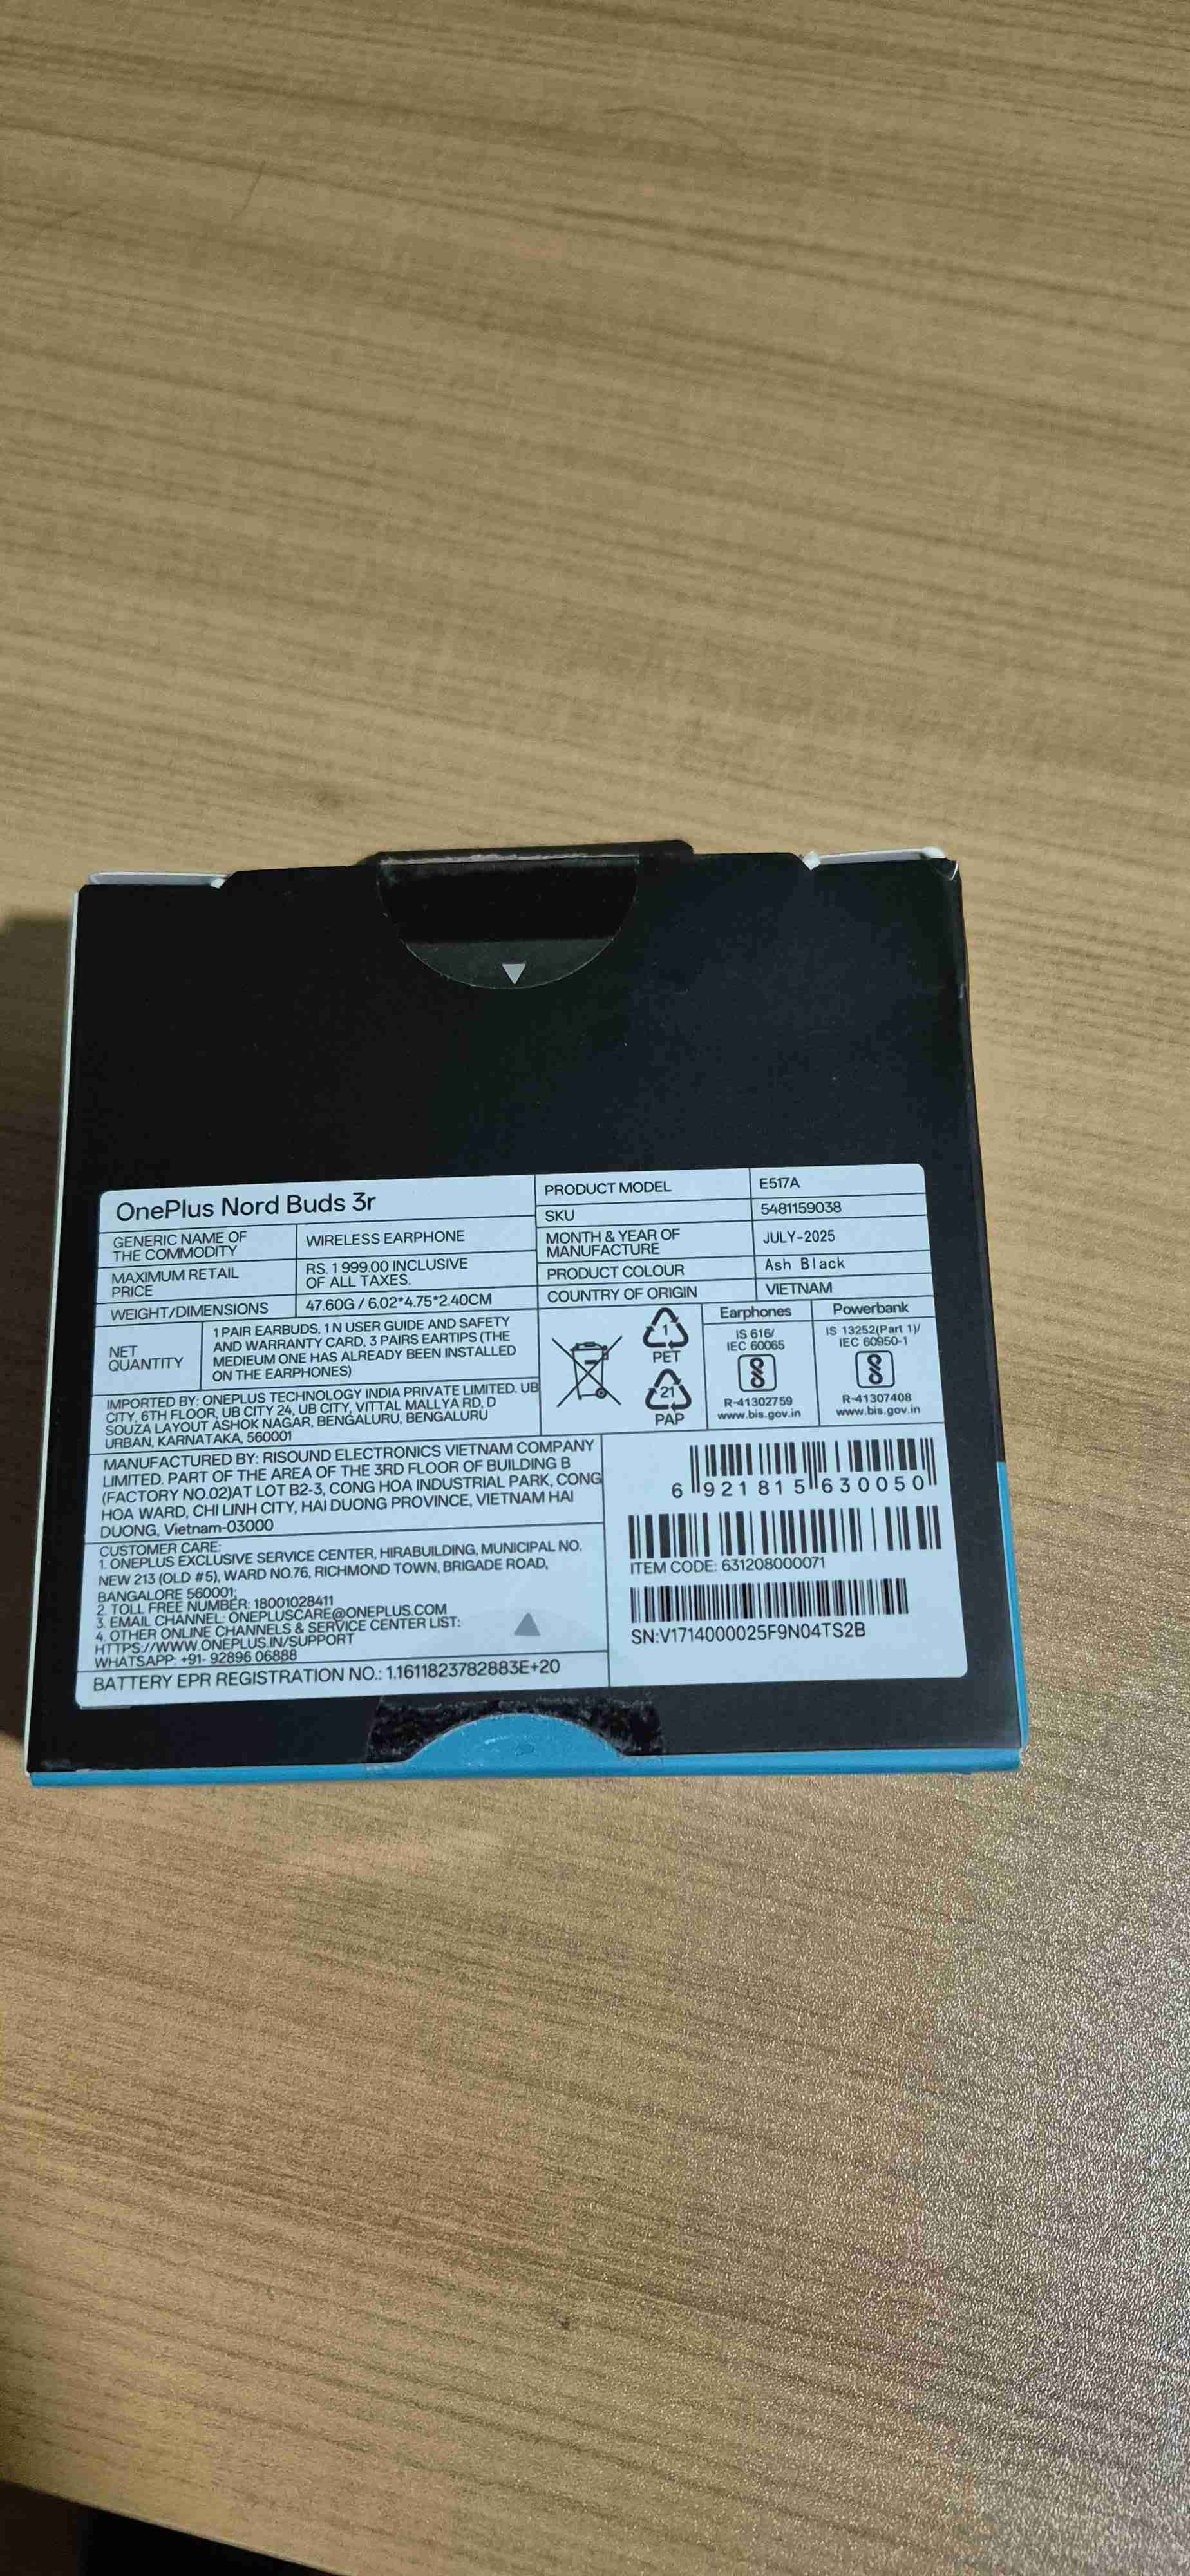 OnePlus Nord Buds 3r
GENERIC NAME OF
THE COMMODITY
WIRELESS EARPHONE
MAXIMUM RETAIL
PRICE
RS. 1 999.00 INCLUSIVE
OF ALL TAXES.
WEIGHT/DIMENSIONS
47.60G / 6.02*4.75*2.40CM
NET
QUANTITY
1 PAIR EARBUDS, 1 N USER GUIDE AND SAFETY
AND WARRANTY CARD, 3 PAIRS EARTIPS (THE
MEDIEUM ONE HAS ALREADY BEEN INSTALLED
ON THE EARPHONES)
PRODUCT MODEL
E517A
SKU
5481159038
MONTH & YEAR OF
MANUFACTURE
JULY-2025
PRODUCT COLOUR
Ash Black
COUNTRY OF ORIGIN
VIETNAM
1
PET
21
PAP
Earphones
IS 616/
IEC 60065
R-41302759
www.bis.gov.in
Powerbank
IS 13252(Part 1)/
IEC 60950-1
R-41307408
www.bis.gov.in
IMPORTED BY: ONEPLUS TECHNOLOGY INDIA PRIVATE LIMITED. UB
CITY, 6TH FLOOR, UB CITY 24, UB CITY, VITTAL MALLYA RD, D
SOUZA LAYOUT ASHOK NAGAR, BENGALURU, BENGALURU
URBAN, KARNATAKA, 560001
MANUFACTURED BY: RISOUND ELECTRONICS VIETNAM COMPANY
LIMITED. PART OF THE AREA OF THE 3RD FLOOR OF BUILDING B
(FACTORY NO.02)AT LOT B2-3, CONG HOA INDUSTRIAL PARK, CONG
HOA WARD, CHI LINH CITY, HAI DUONG PROVINCE, VIETNAM HAI
DUONG, Vietnam-03000
CUSTOMER CARE:
1. ONEPLUS EXCLUSIVE SERVICE CENTER, HIRABUILDING, MUNICIPAL NO.
NEW 213 (OLD #5), WARD NO.76, RICHMOND TOWN, BRIGADE ROAD,
BANGALORE 560001;
2. TOLL FREE NUMBER: 18001028411
3. EMAIL CHANNEL: ONEPLUSCARE@ONEPLUS.COM
4. OTHER ONLINE CHANNELS & SERVICE CENTER LIST:
HTTPS://WWW.ONEPLUS.IN/SUPPORT
WHATSAPP: +91- 92896 06888
BATTERY EPR REGISTRATION NO.: 1.1611823782883E+20
6 921815 630050
ITEM CODE: 631208000071
SN:V1714000025F9N04TS2B